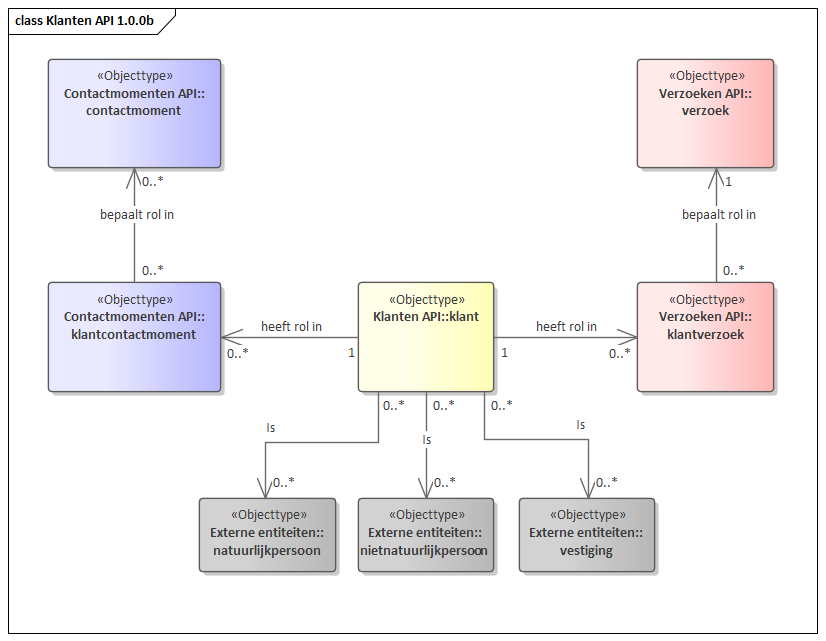 class Klanten API 1.0.0b
«Objecttype»
Contactmomenten API::
contactmoment
«Objecttype»
Verzoeken API::
verzoek
0..*
1
bepaalt rol in
bepaalt rol in
0..*
0..*
«Objecttype»
Contactmomenten API::
klantcontactmoment
«Objecttype»
Klanten API::klant
«Objecttype»
Verzoeken API::
klantverzoek
heeft rol in
heeft rol in
0..*
1
1
0..*
0..*
0..*
0..*
Is
Is
Is
0..*
0..*
0..*
«Objecttype»
Externe entiteiten::
natuurlijkpersoon
«Objecttype»
Externe entiteiten::
nietnatuurlijkpersoon
«Objecttype»
Externe entiteiten::
vestiging